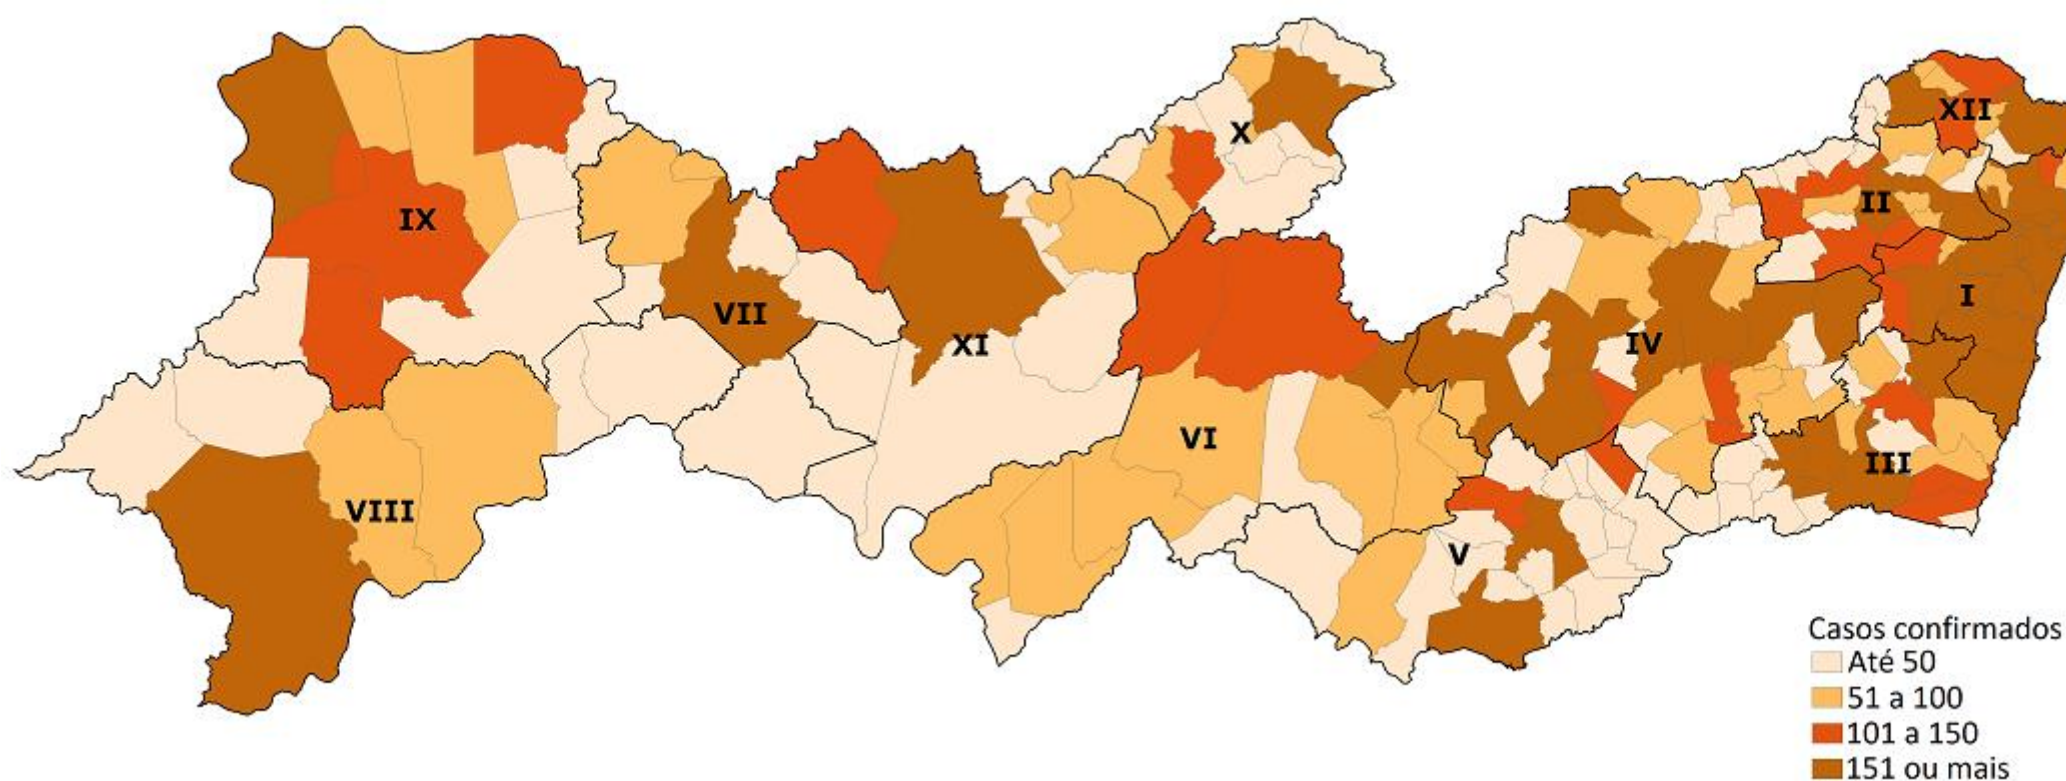 X
XII
IX
II
VII
I
XI
IV
VI
III
VIII
V
Casos confirmados
Até 50
51 a 100
101 a 150
151 ou mais